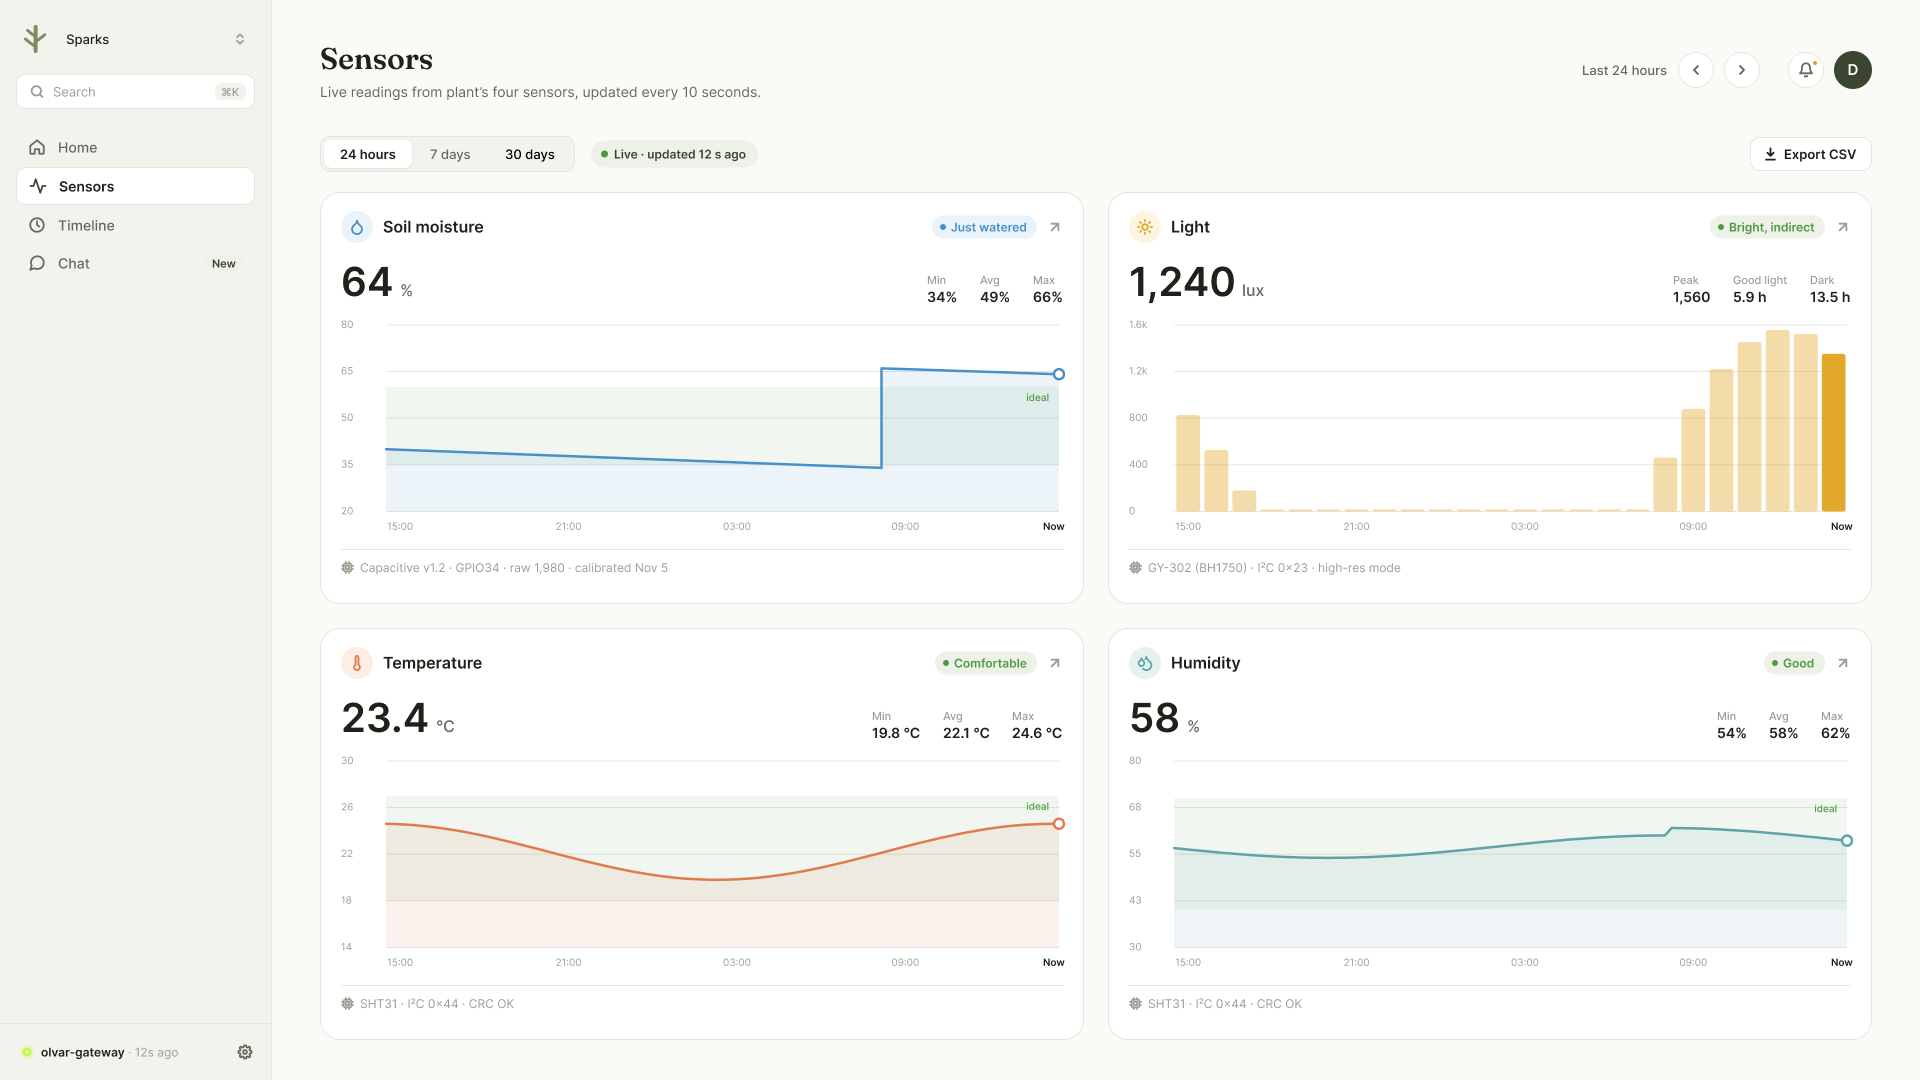 Sparks
Search ⌘K
Home
Sensors
Timeline
Chat New
olvar-gateway · 12s ago
Sensors
Live readings from plant’s four sensors, updated every 10 seconds.
Last 24 hours
D
24 hours 7 days 30 days
Live · updated 12 s ago
Export CSV
Soil moisture
Just watered
64 %
Min Avg Max
34% 49% 66%
80
65
50
35
20
ideal
15:00 21:00 03:00 09:00 Now
Capacitive v1.2 · GPIO34 · raw 1,980 · calibrated Nov 5
Light
Bright, indirect
1,240 lux
Peak Good light Dark
1,560 5.9 h 13.5 h
1.6k
1.2k
800
400
0
15:00 21:00 03:00 09:00 Now
GY-302 (BH1750) · I²C 0×23 · high-res mode
Temperature
Comfortable
23.4 °C
Min Avg Max
19.8 °C 22.1 °C 24.6 °C
30
26
22
18
14
ideal
15:00 21:00 03:00 09:00 Now
SHT31 · I²C 0×44 · CRC OK
Humidity
Good
58 %
Min Avg Max
54% 58% 62%
80
68
55
43
30
ideal
15:00 21:00 03:00 09:00 Now
SHT31 · I²C 0×44 · CRC OK